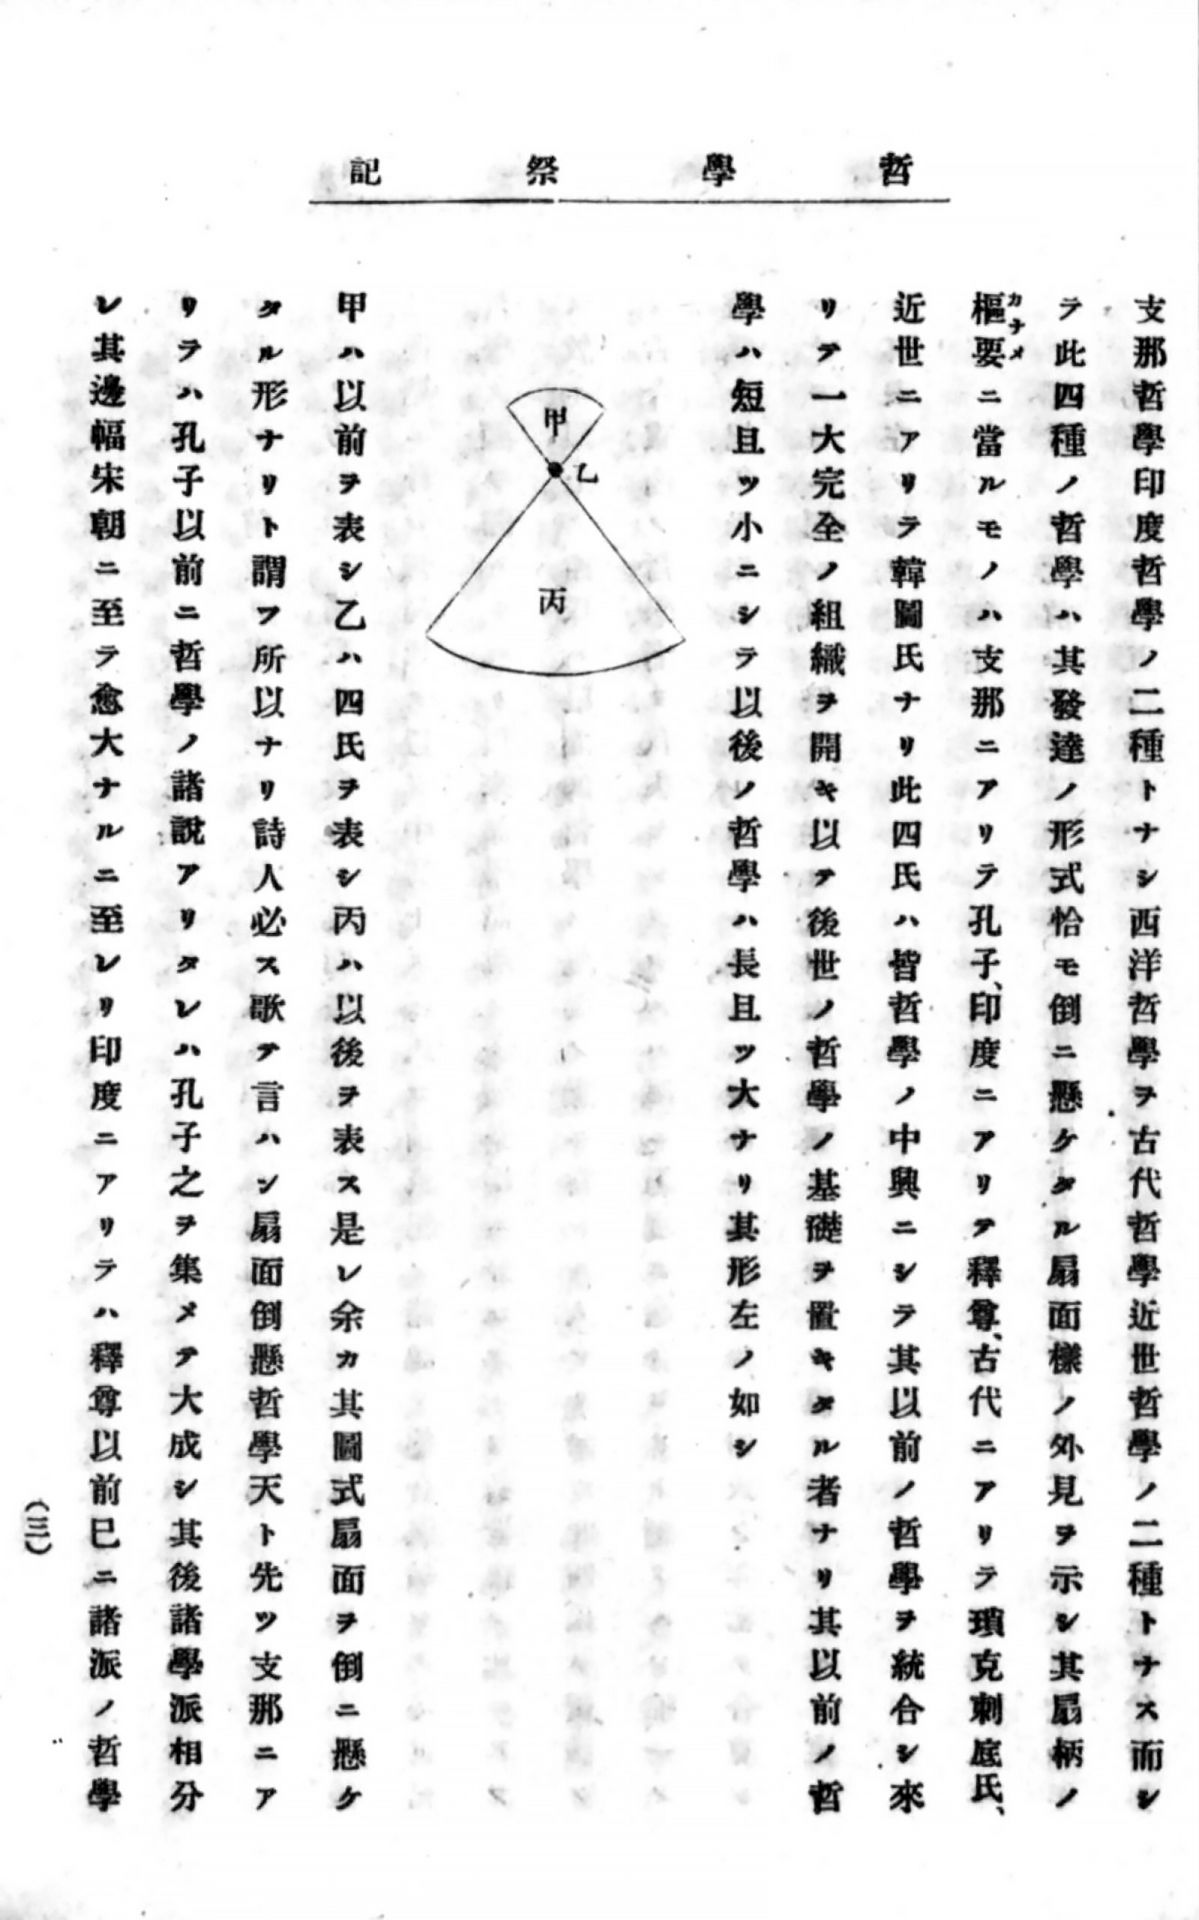 哲學祭記
支那哲學印度哲學ノ二種トナシ西洋哲學ヲ古代哲學近世哲學ノ二種トナス而シ
テ此四種ノ哲學ハ其發達ノ形式恰モ倒ニ懸ケタル扇面樣ノ外見ヲ示シ其扇柄ノ
カナメ
樞要ニ當ルモノハ支那ニアリテ孔子、印度ニアリテ釋尊、古代ニアリテ瑣克刺底氏、
近世ニアリテ韓圖氏ナリ此四氏ハ皆哲學ノ中興ニシテ其以前ノ哲學ヲ統合シ來
リテ一大完全ノ組織ヲ開キ以テ後世ノ哲學ノ基礎ヲ置キタル者ナリ其以前ノ哲
學ハ短且ツ小ニシテ以後ノ哲學ハ長且ツ大ナリ其形左ノ如シ
甲
乙
丙
甲ハ以前ヲ表シ乙ハ四氏ヲ表シ丙ハ以後ヲ表ス是レ余カ其圖式扇面ヲ倒ニ懸ケ
タル形ナリト謂フ所以ナリ詩人必ス歌テ言ハン扇面倒懸哲學天ト先ツ支那ニア
リテハ孔子以前ニ哲學ノ諸說アリタレハ孔子之ヲ集メテ大成シ其後諸學派相分
レ其邊幅宋朝ニ至テ愈大ナルニ至レリ印度ニアリテハ釋尊以前已ニ諸派ノ哲學
(三)